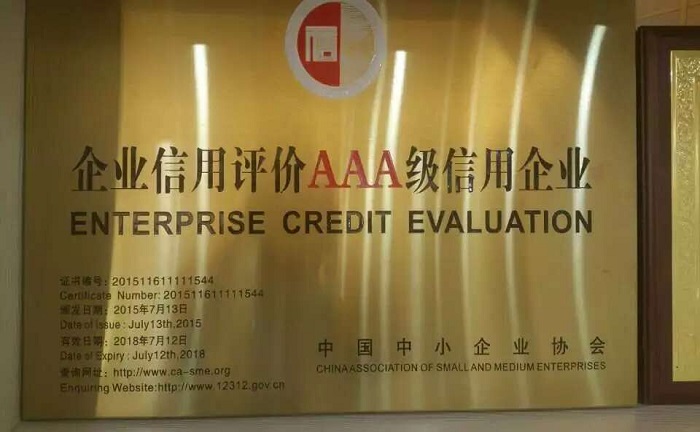 企业信用评价AAA级信用企业
ENTERPRISE CREDIT EVALUATION
证书编号：201511611111544
Certificate Number:201511611111544
颁发日期：2015年7月13日
Date of Issue : July13th,2015
有效日期：2018年7月12日
Date of Expiry : July12th,2018
查询网址：http://www.ca-sme.org
Enquiring Website:http://www.12312.gov.cn
中国中小企业协会
CHINA ASSOCIATION OF SMALL AND MEDIUM ENTERPRISES